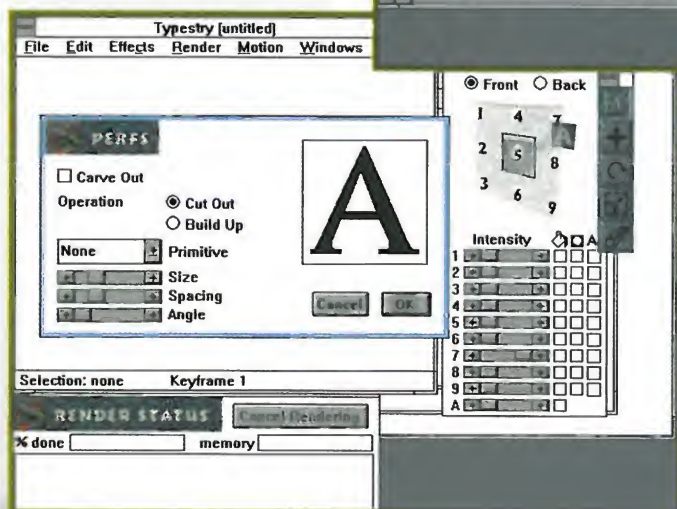 Typestry [untitled]
File Edit Effects Render Motion Windows
Front Back
1 4 7
A
2 5 8
3 6 9
PERFS
Carve Out
Operation Cut Out
Build Up
None Primitive
Size
Spacing
Angle
A
Cancel OK
Intensity A
1
2
3
4
5
6
7
8
9
A
Selection: none Keyframe 1
RENDER STATUS Cancel Rendering
% done memory